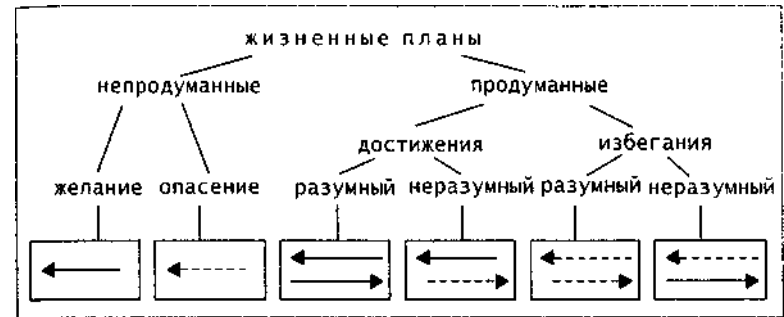 жизненные планы
непродуманные продуманные
достижения избегания
желание опасение разумный неразумный разумный неразумный